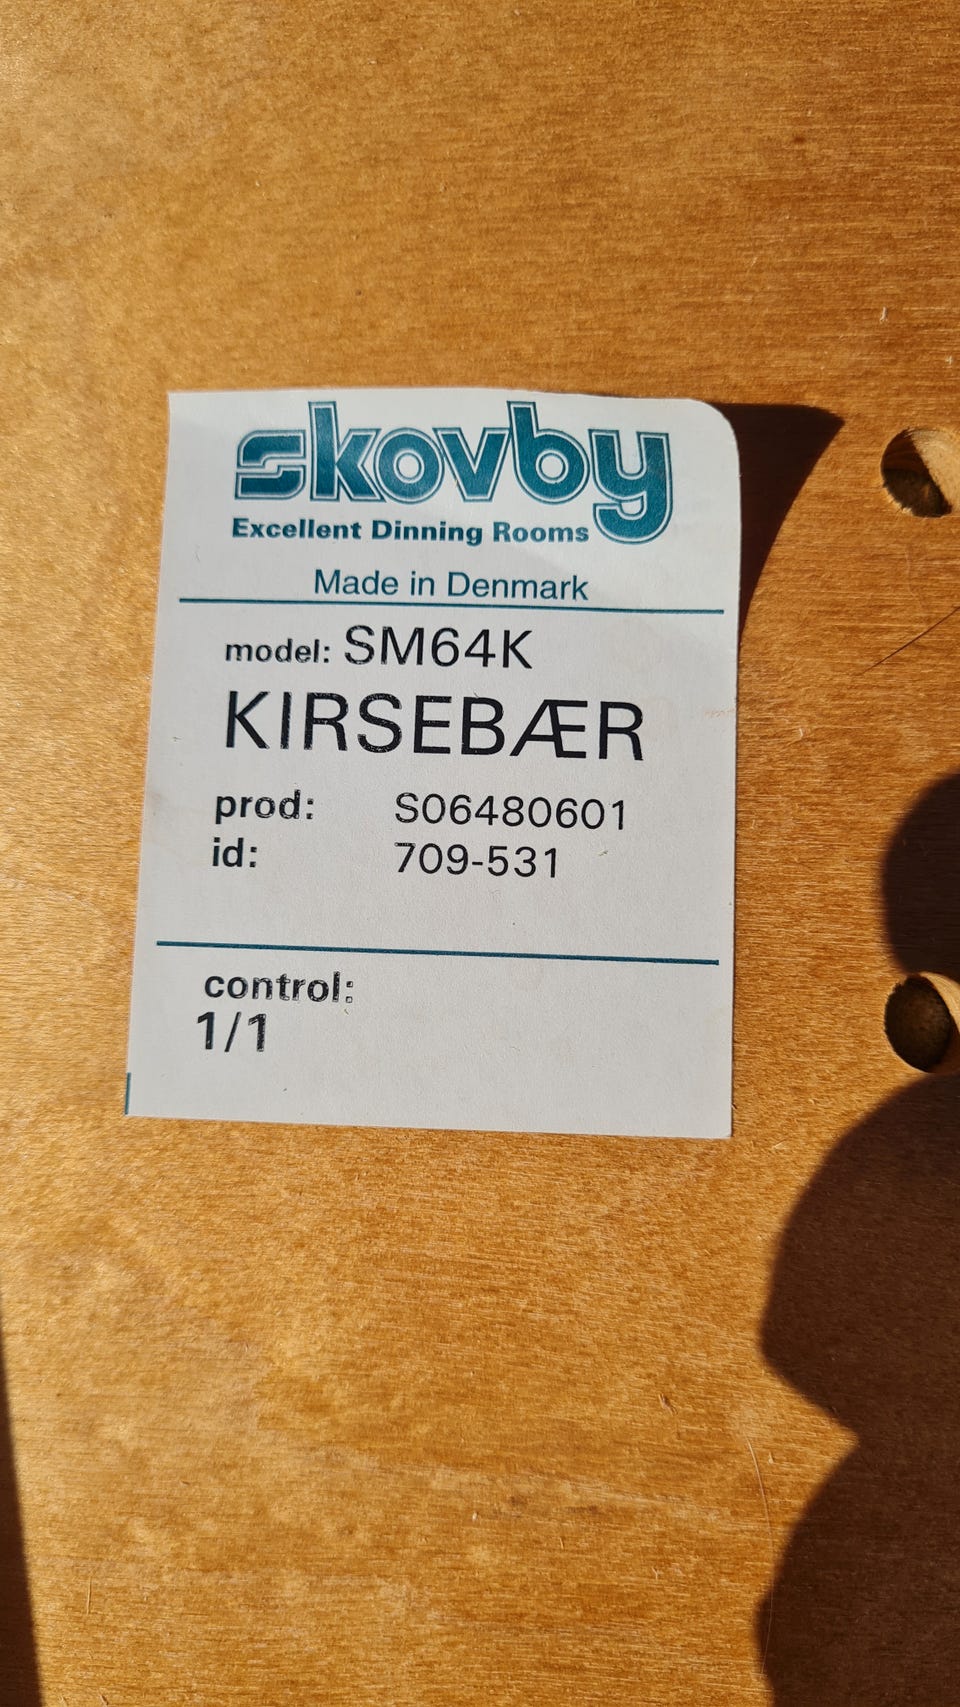 skovby
Excellent Dinning Rooms
Made in Denmark
model: SM64K
KIRSEBÆR
prod: S06480601
id: 709-531
control:
1/1